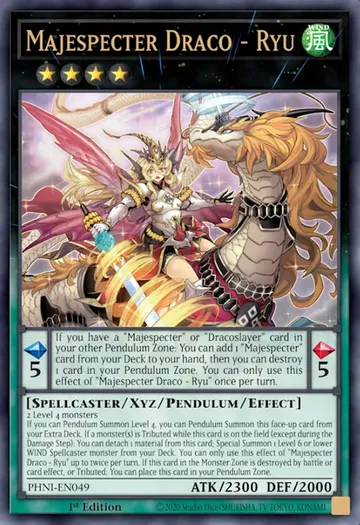 Majespecter Draco - Ryu
WIND
風
If you have a "Majespecter" or "Dracoslayer" card in
your other Pendulum Zone: You can add 1 "Majespecter"
card from your Deck to your hand, then you can destroy
1 card in your Pendulum Zone. You can only use this
effect of "Majespecter Draco - Ryu" once per turn.
5
5
[Spellcaster/Xyz/Pendulum/Effect]
2 Level 4 monsters
If you can Pendulum Summon Level 4, you can Pendulum Summon this face-up card from
your Extra Deck. If a monster(s) is Tributed while this card is on the field (except during the
Damage Step): You can detach 1 material from this card; Special Summon 1 Level 6 or lower
WIND Spellcaster monster from your Deck. You can only use this effect of "Majespecter
Draco - Ryu" up to twice per turn. If this card in the Monster Zone is destroyed by battle or
card effect, or Tributed: You can place this card in your Pendulum Zone.
ATK/2300 DEF/2000
PHNI-EN049
1st Edition
©2020 Studio Dice/SHUEISHA, TV TOKYO, KONAMI